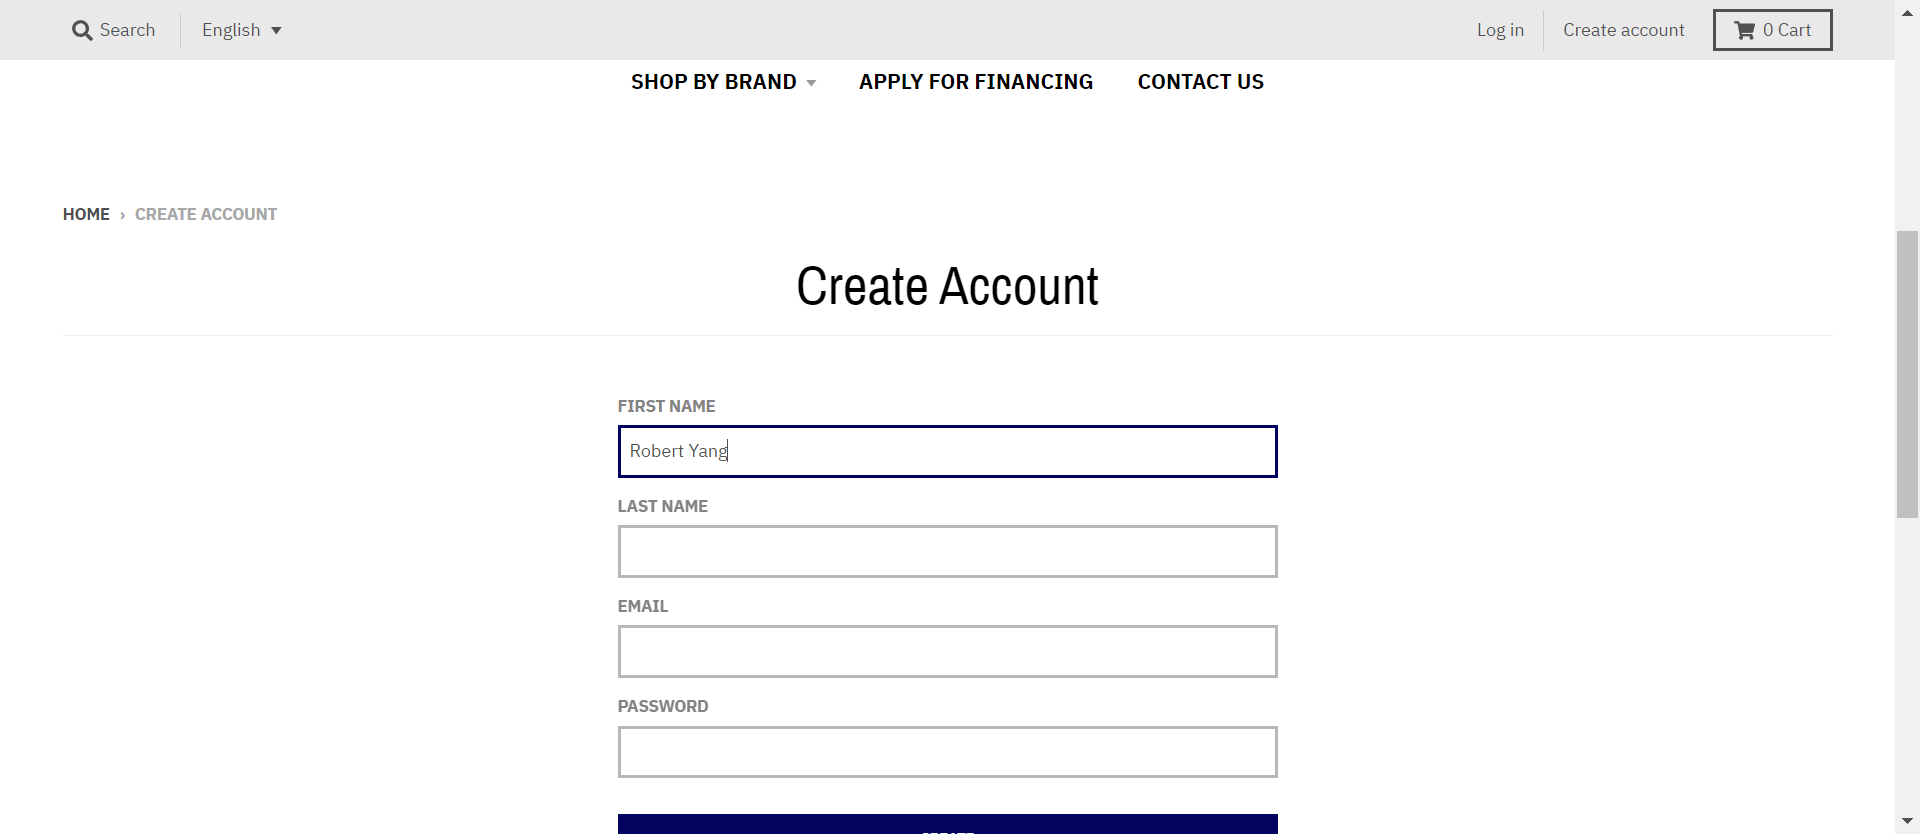 Search English Log in Create account 0 Cart
SHOP BY BRAND APPLY FOR FINANCING CONTACT US
HOME › CREATE ACCOUNT
Create Account
FIRST NAME
Robert Yang
LAST NAME
EMAIL
PASSWORD